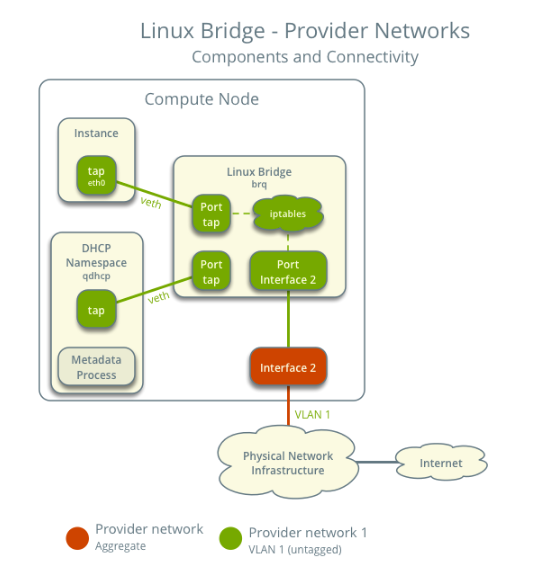 Linux Bridge - Provider Networks
Components and Connectivity
Compute Node
Instance
tap
eth0
veth
Linux Bridge
brq
Port
tap
iptables
DHCP
Namespace
qdhcp
tap
veth
Port
tap
Port
Interface 2
Metadata
Process
Interface 2
VLAN 1
Physical Network
Infrastructure
Internet
Provider network
Aggregate
Provider network 1
VLAN 1 (untagged)